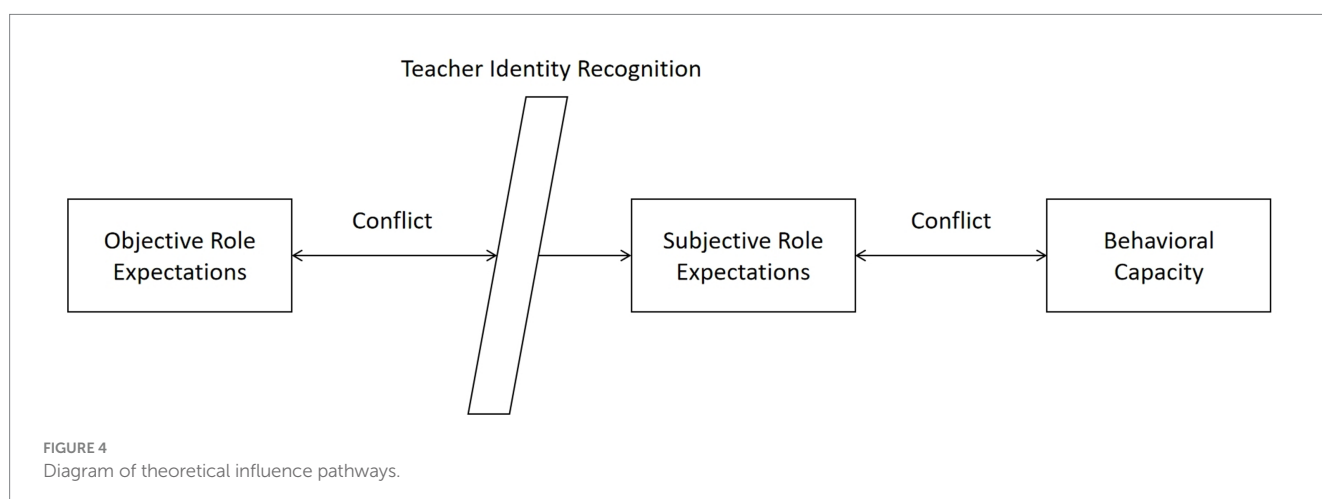 Teacher Identity Recognition
Objective Role
Expectations
Conflict
Subjective Role
Expectations
Conflict
Behavioral
Capacity
FIGURE 4
Diagram of theoretical influence pathways.